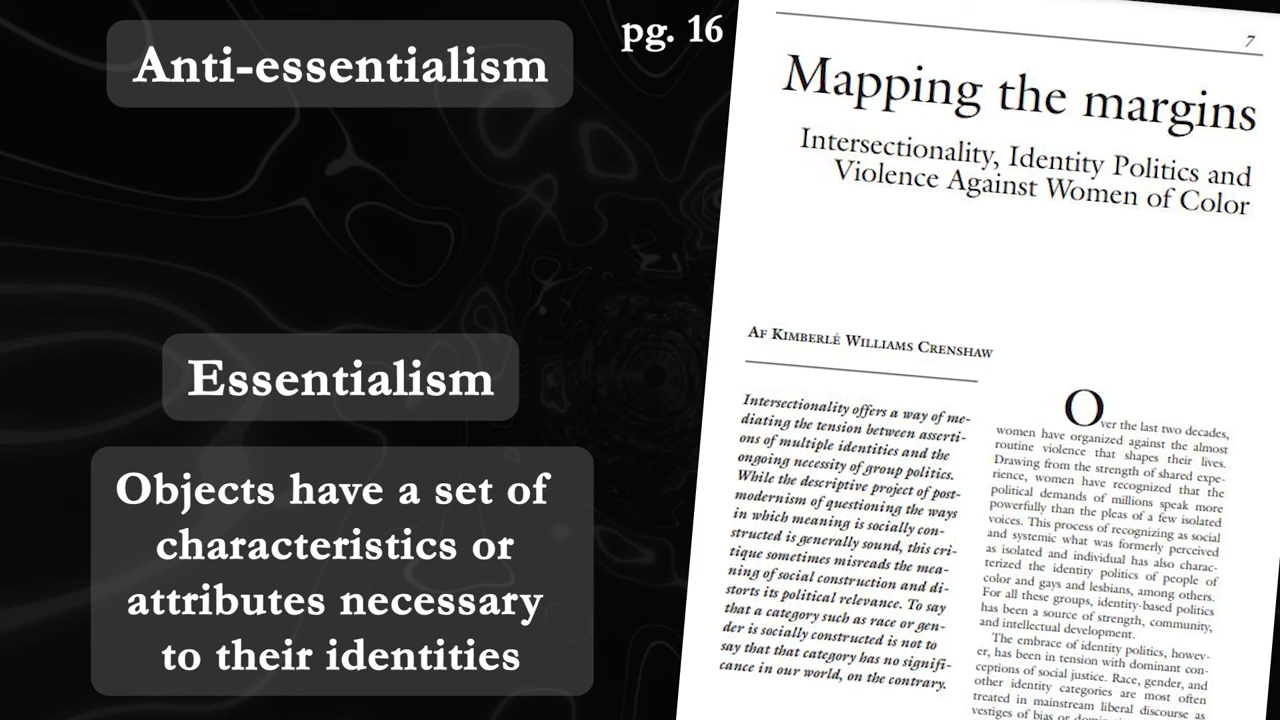 Anti-essentialism
pg. 16
Essentialism
Objects have a set of
characteristics or
attributes necessary
to their identities
7
Mapping the margins
Intersectionality, Identity Politics and
Violence Against Women of Color
AF KIMBERLÉ WILLIAMS CRENSHAW
Intersectionality offers a way of me-
diating the tension between asserti-
ons of multiple identities and the
ongoing necessity of group politics.
While the descriptive project of post-
modernism of questioning the ways
in which meaning is socially con-
structed is generally sound, this cri-
tique sometimes misreads the mea-
ning of social construction and di-
storts its political relevance. To say
that a category such as race or gen-
der is socially constructed is not to
say that that category has no signifi-
cance in our world, on the contrary.
Over the last two decades,
women have organized against the almost
routine violence that shapes their lives.
Drawing from the strength of shared expe-
rience, women have recognized that the
political demands of millions speak more
powerfully than the pleas of a few isolated
voices. This process of recognizing as social
and systemic what was formerly perceived
as isolated and individual has also charac-
terized the identity politics of people of
color and gays and lesbians, among others.
For all these groups, identity-based politics
has been a source of strength, community,
and intellectual development.
The embrace of identity politics, howev-
er, has been in tension with dominant con-
ceptions of social justice. Race, gender, and
other identity categories are most often
treated in mainstream liberal discourse as
vestiges of bias or